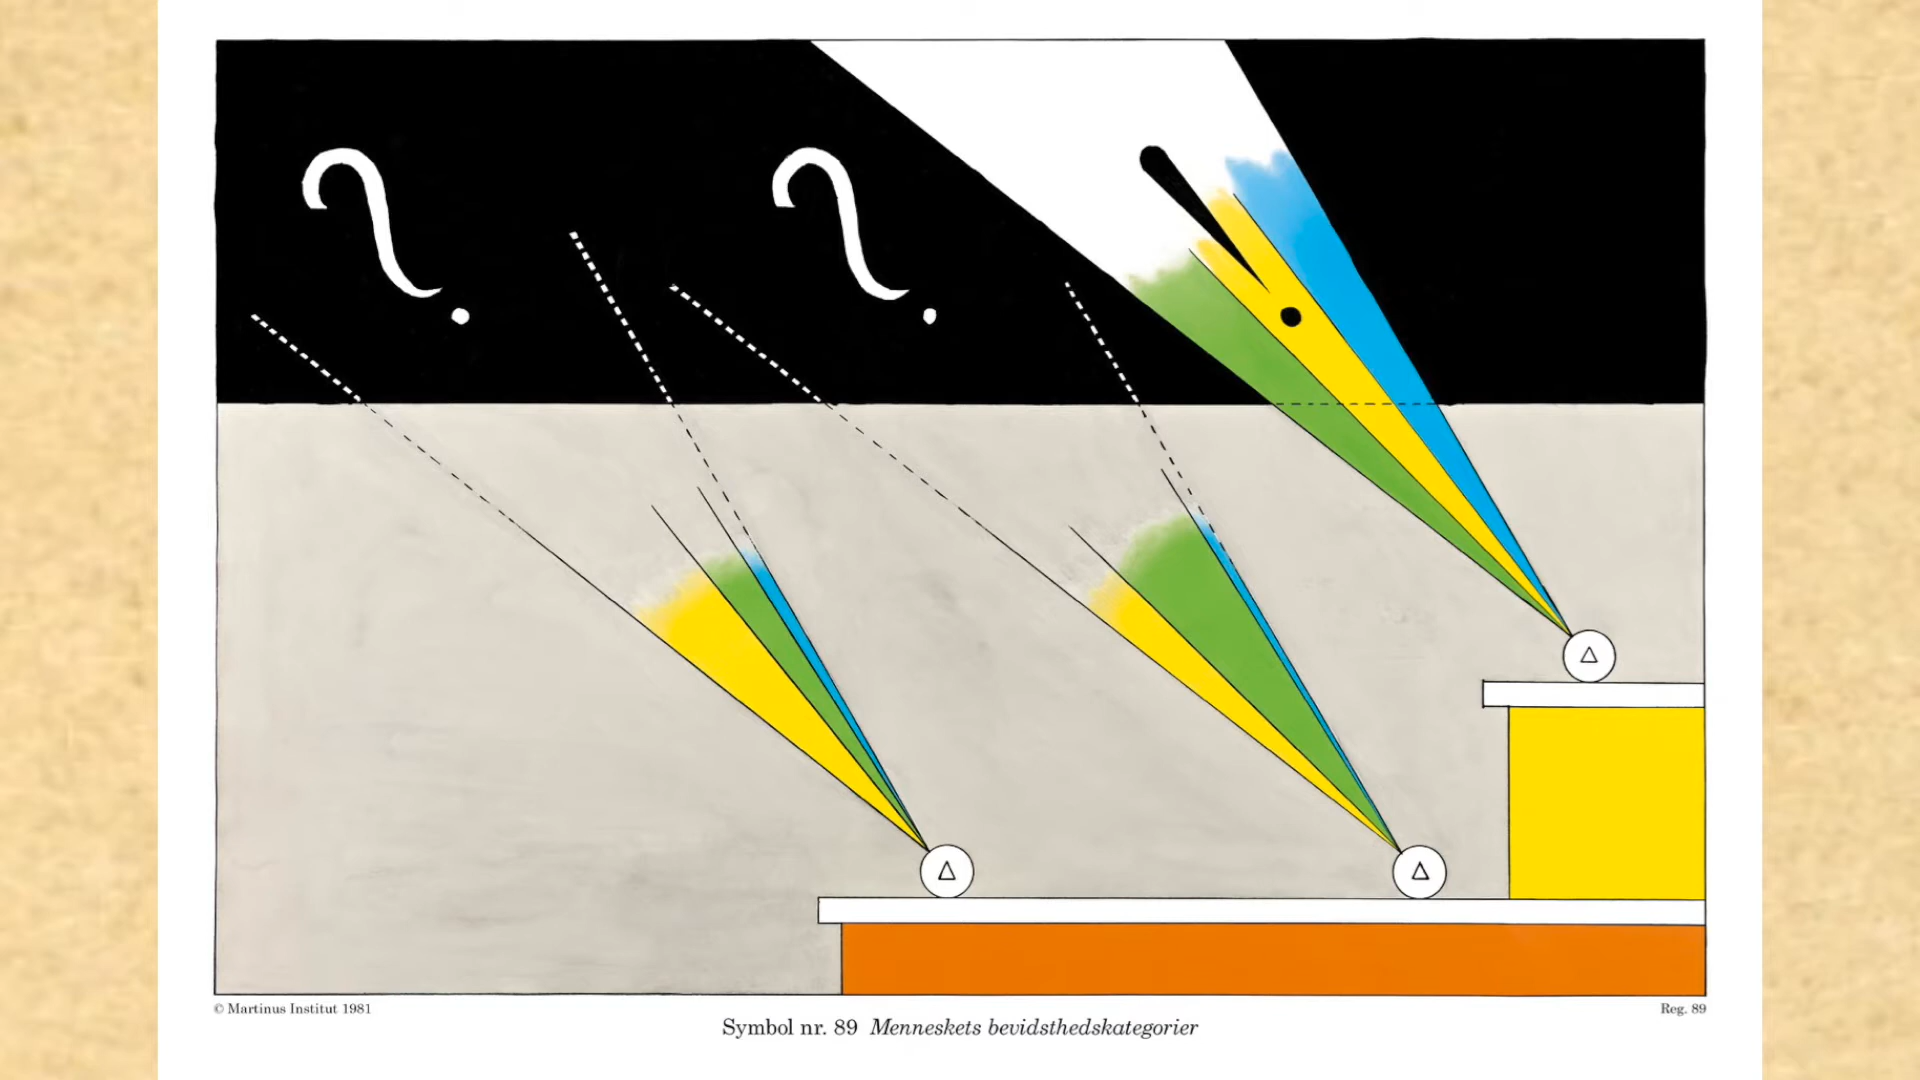 ? ? !
© Martinus Institut 1981
Reg. 89
Symbol nr. 89 Menneskets bevidsthedskategorier